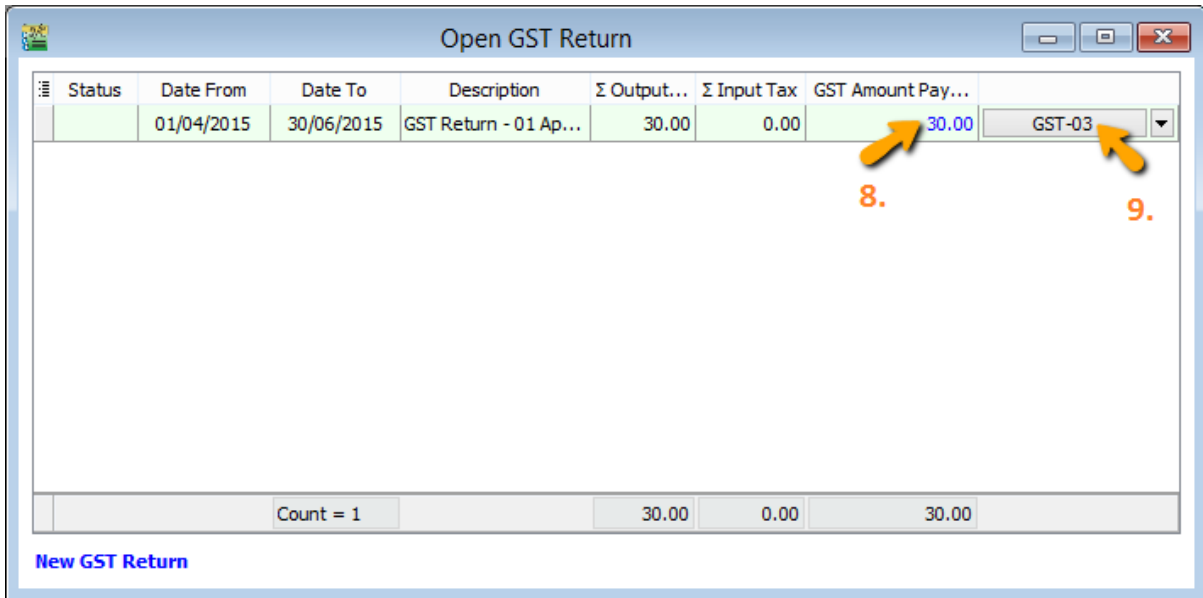 Open GST Return
Status Date From Date To Description Σ Output... Σ Input Tax GST Amount Pay...
01/04/2015 30/06/2015 GST Return - 01 Ap... 30.00 0.00 30.00 GST-03
8.
9.
Count = 1 30.00 0.00 30.00
New GST Return